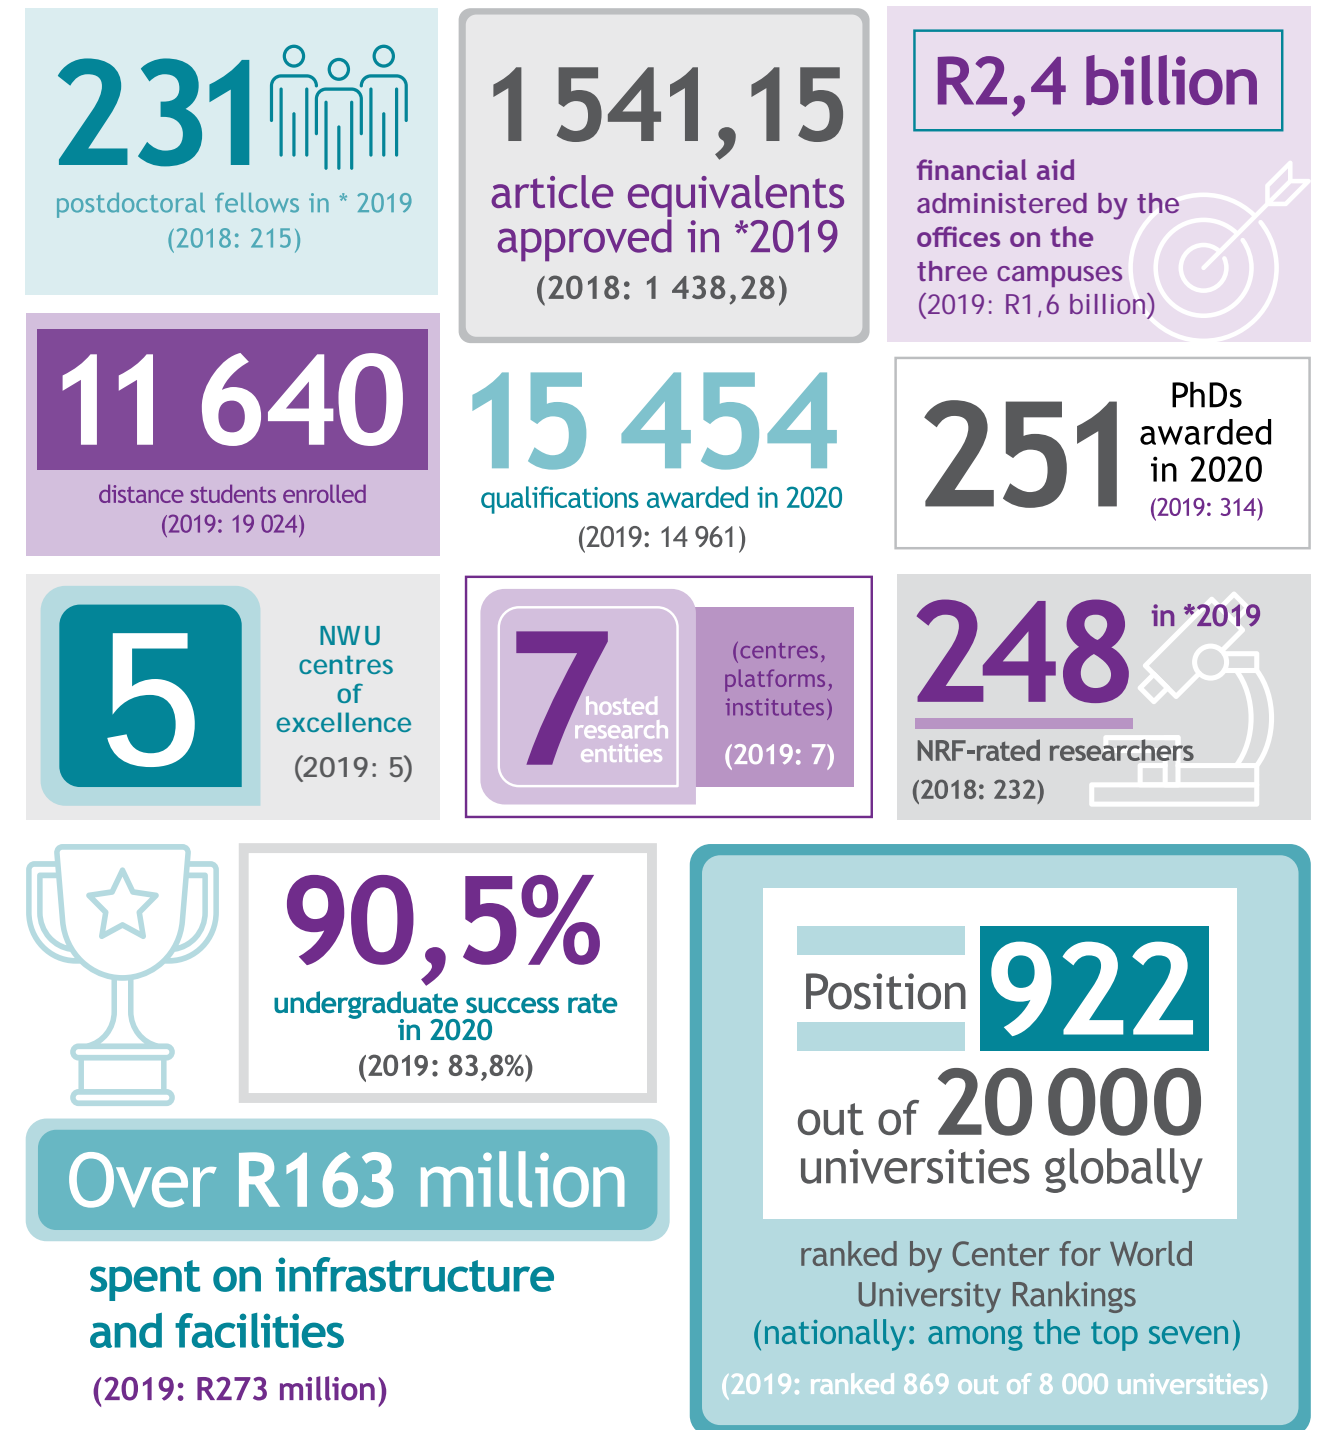 231
postdoctoral fellows in * 2019
(2018: 215)
1 541,15
article equivalents
approved in *2019
(2018: 1 438,28)
R2,4 billion
financial aid
administered by the
offices on the
three campuses
(2019: R1,6 billion)
11 640
distance students enrolled
(2019: 19 024)
15 454
qualifications awarded in 2020
(2019: 14 961)
251
PhDs
awarded
in 2020
(2019: 314)
5
NWU
centres
of
excellence
(2019: 5)
7
hosted
research
entities
(centres,
platforms,
institutes)
(2019: 7)
248
in *2019
NRF-rated researchers
(2018: 232)
90,5%
undergraduate success rate
in 2020
(2019: 83,8%)
Over R163 million
spent on infrastructure
and facilities
(2019: R273 million)
Position 922
out of 20 000
universities globally
ranked by Center for World
University Rankings
(nationally: among the top seven)
(2019: ranked 869 out of 8 000 universities)